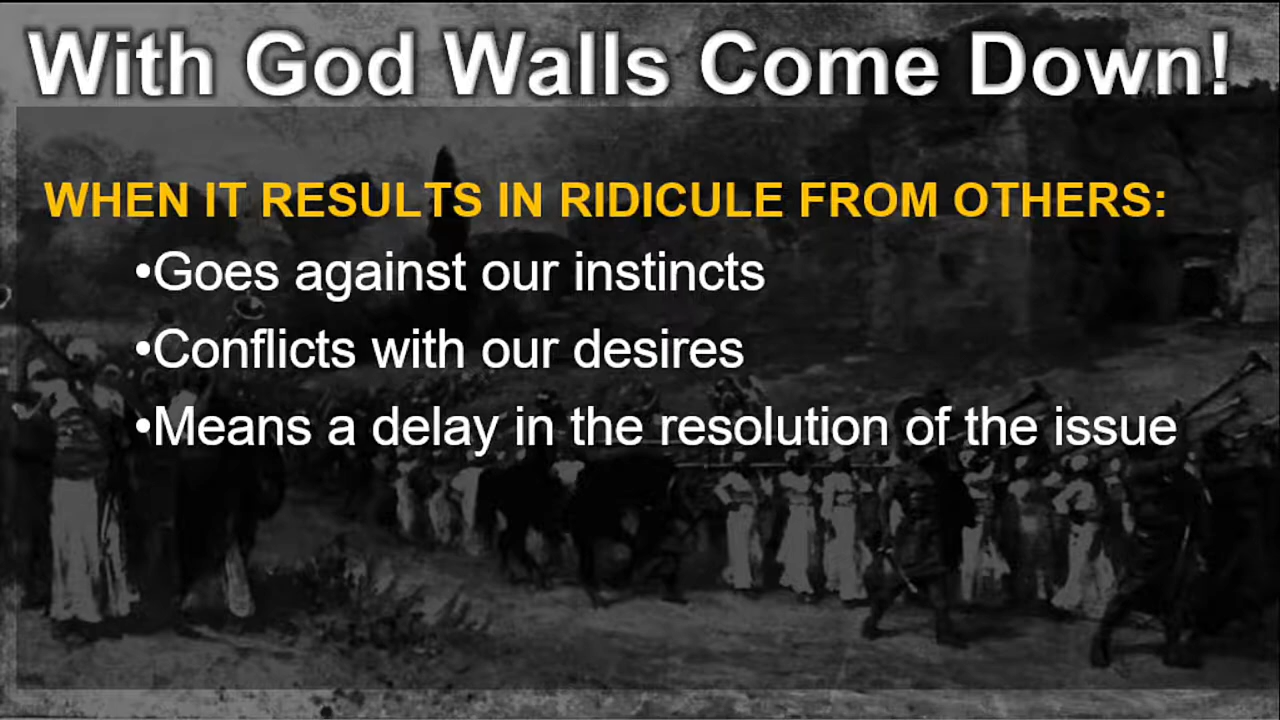 With God Walls Come Down!
WHEN IT RESULTS IN RIDICULE FROM OTHERS:
•Goes against our instincts
•Conflicts with our desires
•Means a delay in the resolution of the issue